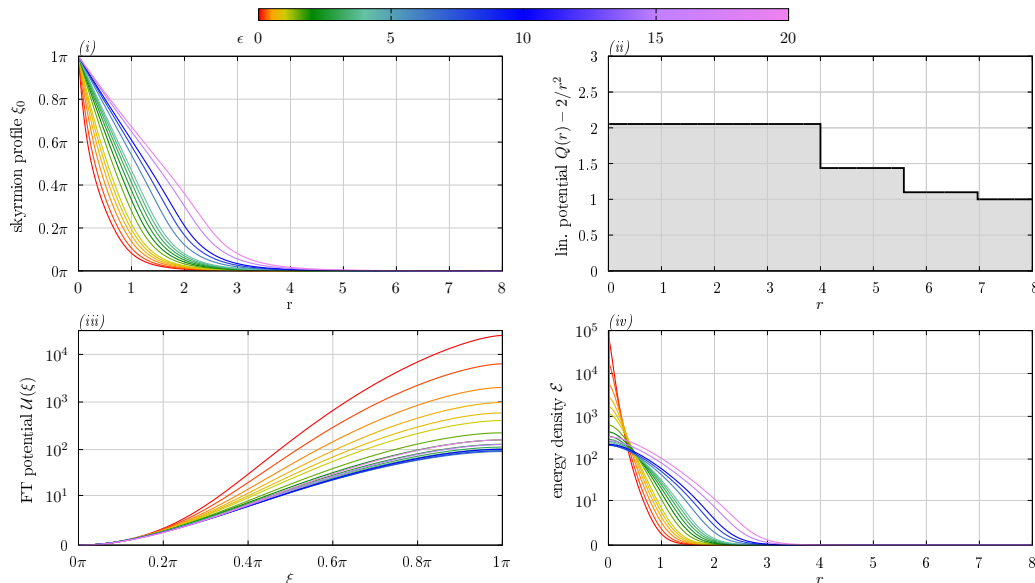 ϵ 0 5 10 15 20
(i)
skyrmion profile ξ₀
1π
0.8π
0.6π
0.4π
0.2π
0π
0 1 2 3 4 5 6 7 8
r
(ii)
lin. potential Q(r) − 2/r²
3
2.5
2
1.5
1
0.5
0
0 1 2 3 4 5 6 7 8
r
(iii)
FT potential 𝒰(ξ)
10⁴
10³
10²
10¹
0
0π 0.2π 0.4π 0.6π 0.8π 1π
ξ
(iv)
energy density ℰ
10⁵
10⁴
10³
10²
10¹
0
0 1 2 3 4 5 6 7 8
r